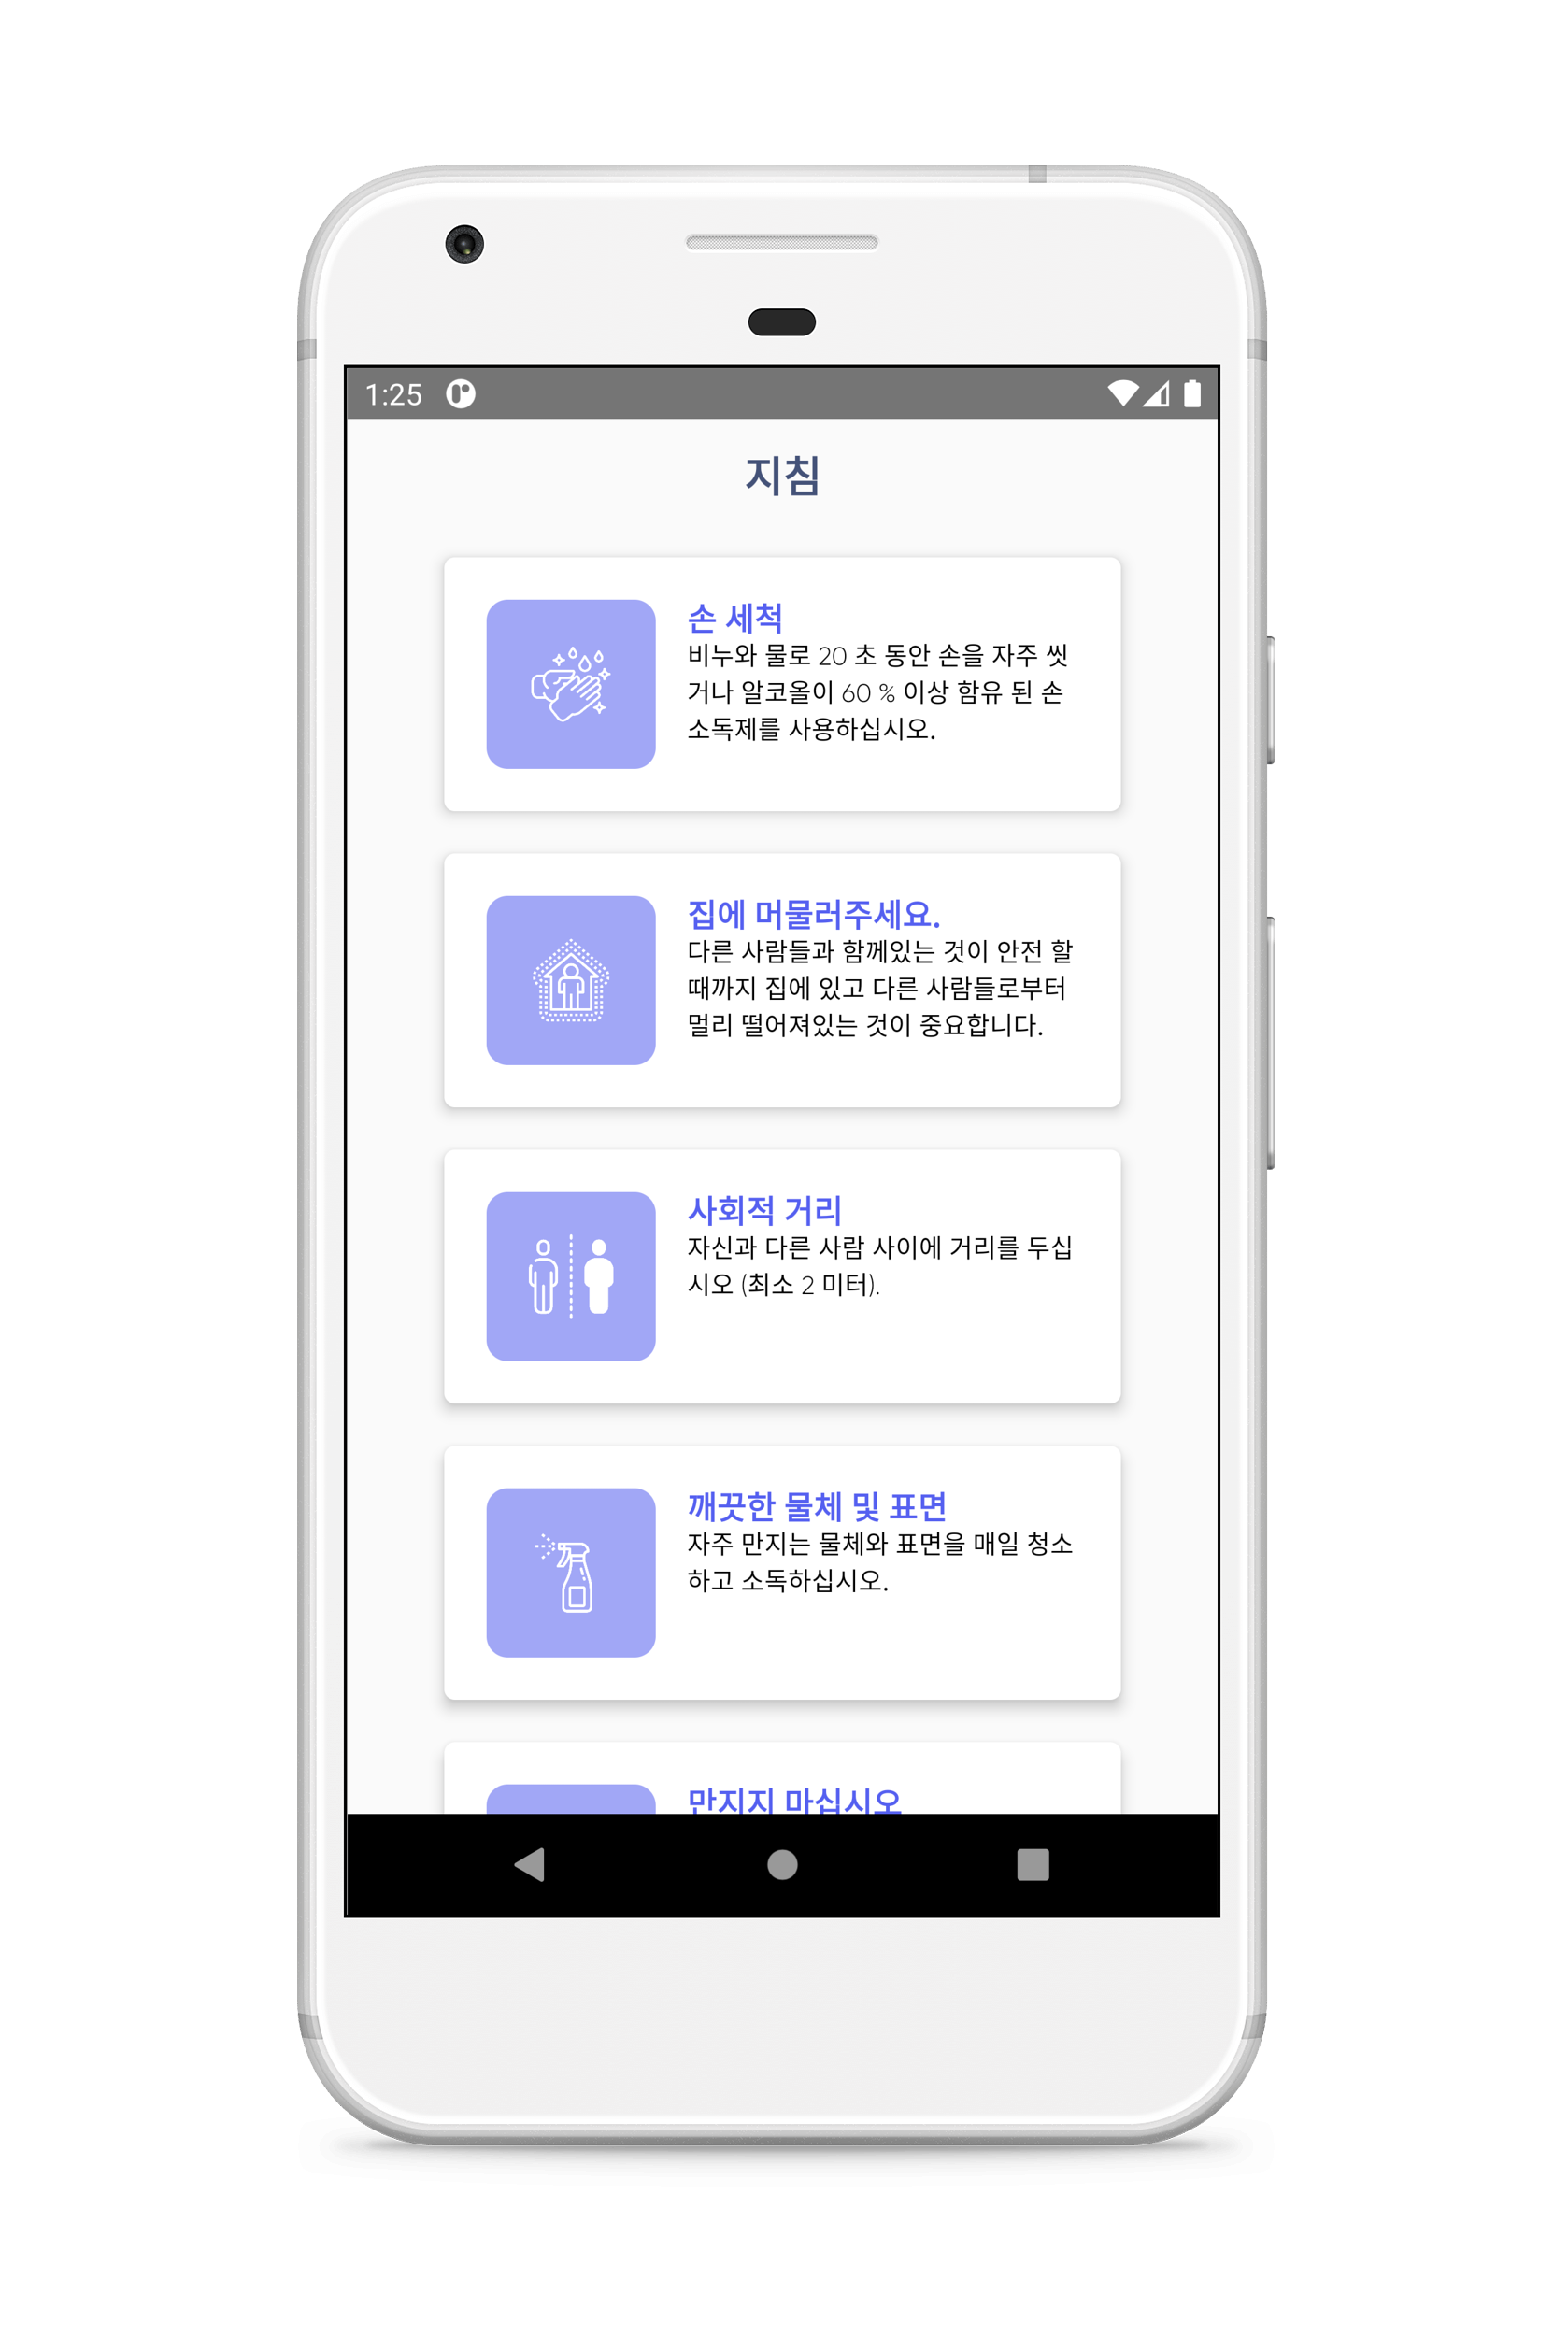 1:25
지침
손 세척
비누와 물로 20 초 동안 손을 자주 씻
거나 알코올이 60 % 이상 함유 된 손
소독제를 사용하십시오.
집에 머물러주세요.
다른 사람들과 함께있는 것이 안전 할
때까지 집에 있고 다른 사람들로부터
멀리 떨어져있는 것이 중요합니다.
사회적 거리
자신과 다른 사람 사이에 거리를 두십
시오 (최소 2 미터).
깨끗한 물체 및 표면
자주 만지는 물체와 표면을 매일 청소
하고 소독하십시오.
만지지 마십시오